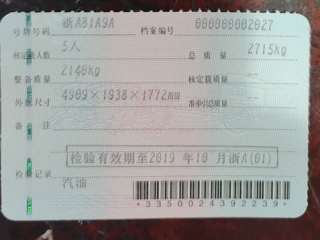 号牌号码 浙A81A9A 档案编号 000000002027
核定载人数 5人 总质量 2715kg
整备质量 2140kg 核定载质量 --
外廓尺寸 4909×1938×1772mm 准牵引总质量 --
备注
检验有效期至2019年10月浙A(01)
检验记录 汽油
*3350024392239*